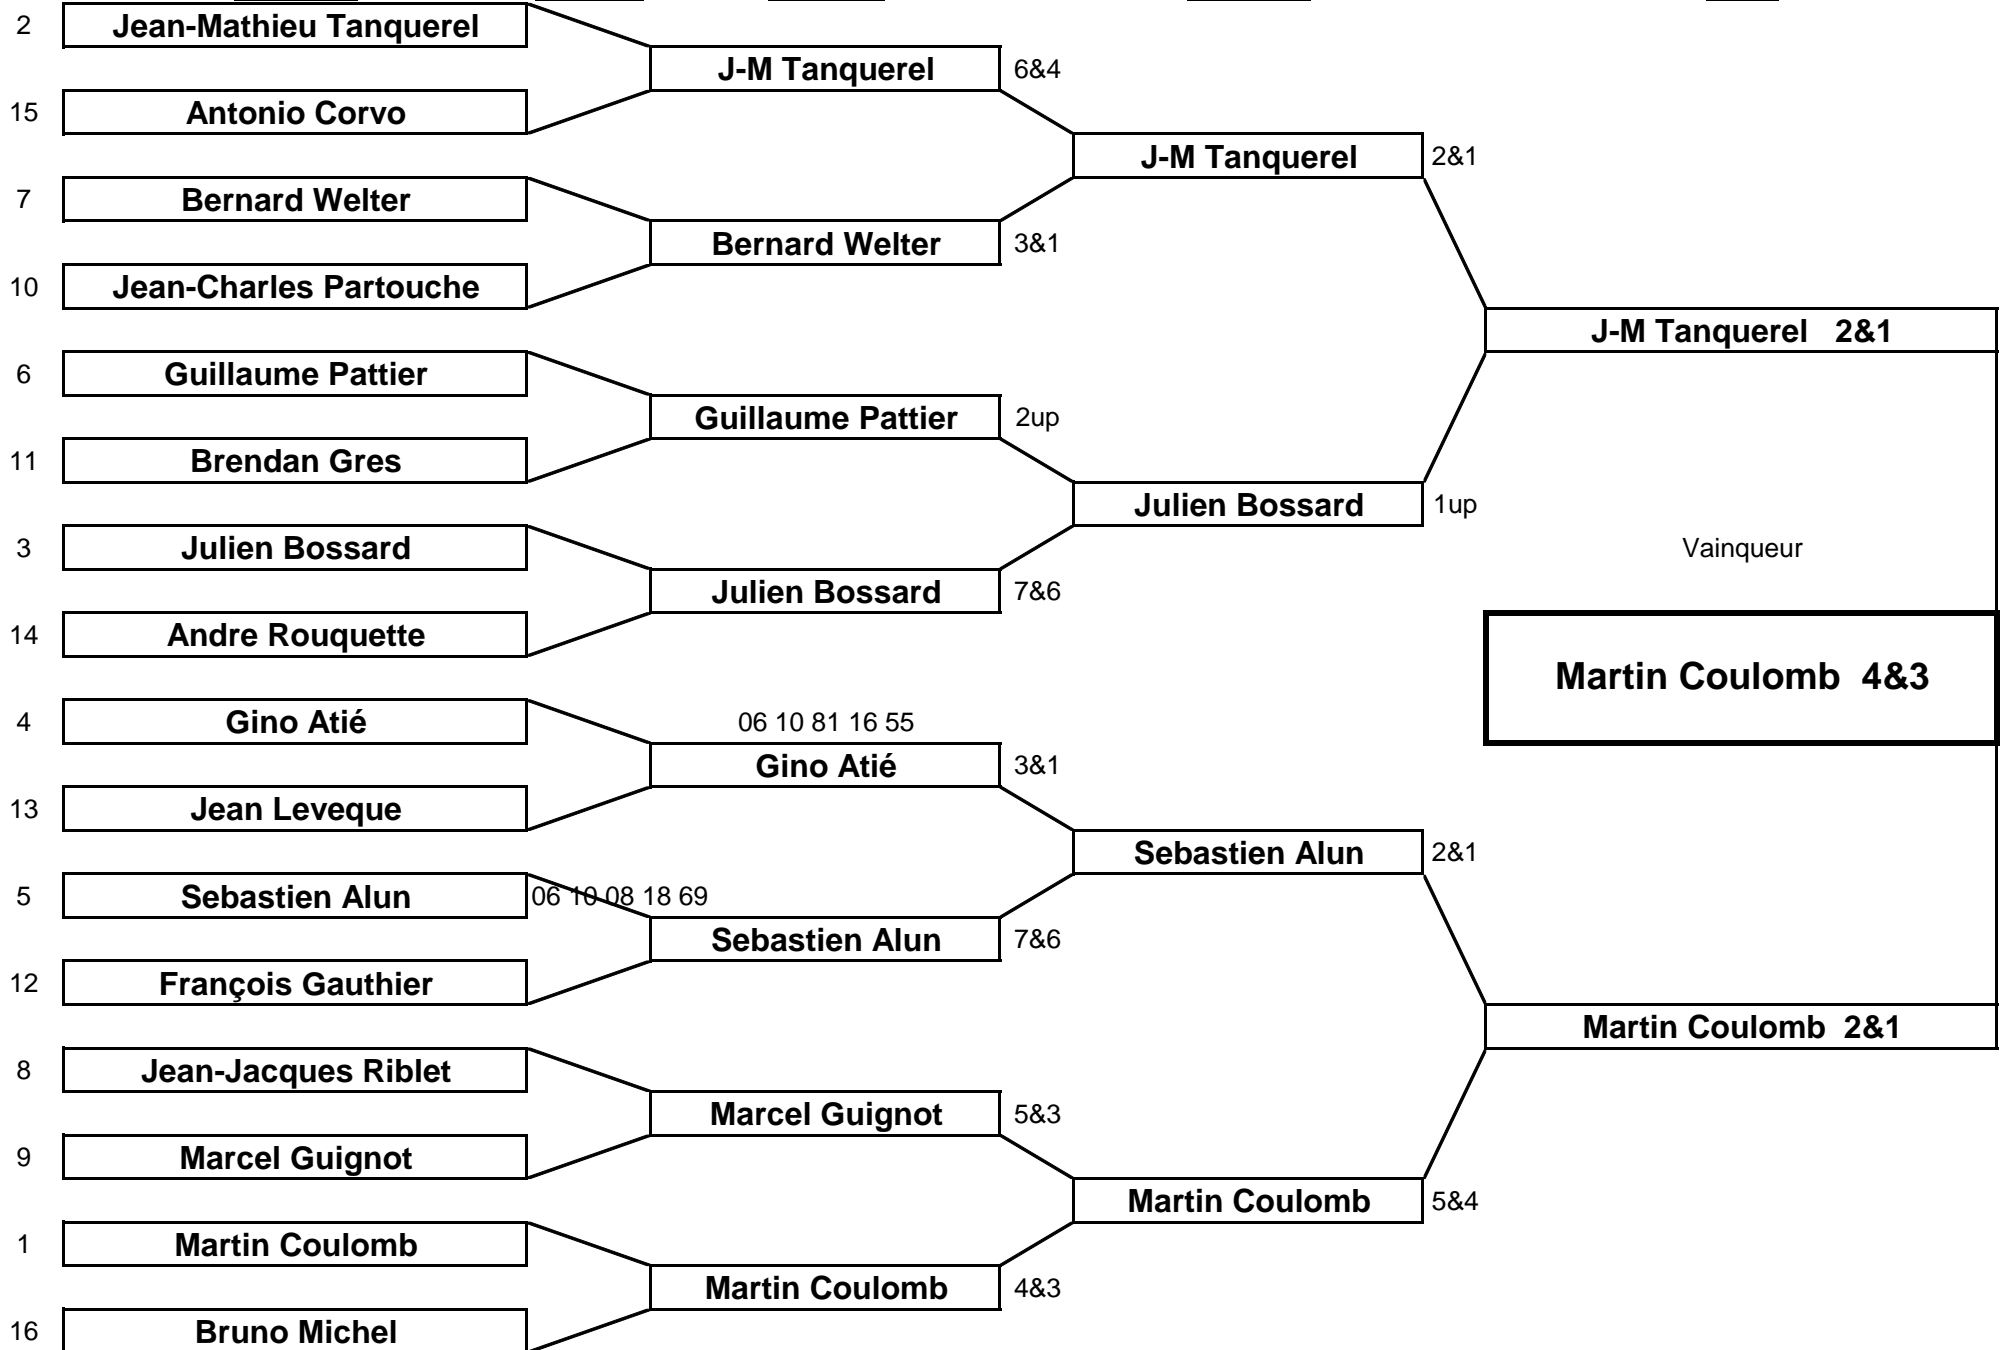 2 Jean-Mathieu Tanquerel
J-M Tanquerel 6&4
15 Antonio Corvo
J-M Tanquerel 2&1
7 Bernard Welter
Bernard Welter 3&1
10 Jean-Charles Partouche
J-M Tanquerel 2&1
6 Guillaume Pattier
Guillaume Pattier 2up
11 Brendan Gres
Julien Bossard 1up
3 Julien Bossard
Vainqueur
Julien Bossard 7&6
14 Andre Rouquette
Martin Coulomb 4&3
4 Gino Atié
06 10 81 16 55
Gino Atié 3&1
13 Jean Leveque
Sebastien Alun 2&1
5 Sebastien Alun 06 10 08 18 69
Sebastien Alun 7&6
12 François Gauthier
Martin Coulomb 2&1
8 Jean-Jacques Riblet
Marcel Guignot 5&3
9 Marcel Guignot
Martin Coulomb 5&4
1 Martin Coulomb
Martin Coulomb 4&3
16 Bruno Michel